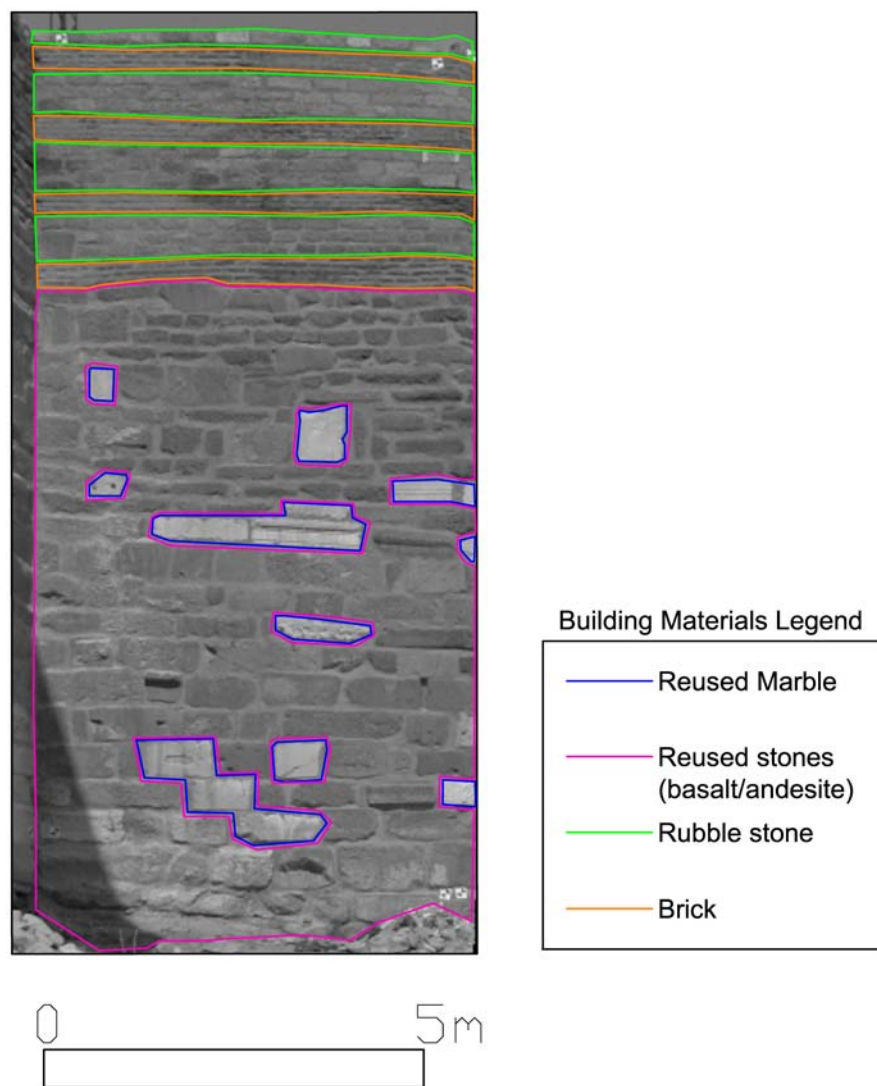 Building Materials Legend
Reused Marble
Reused stones
(basalt/andesite)
Rubble stone
Brick
0 5m